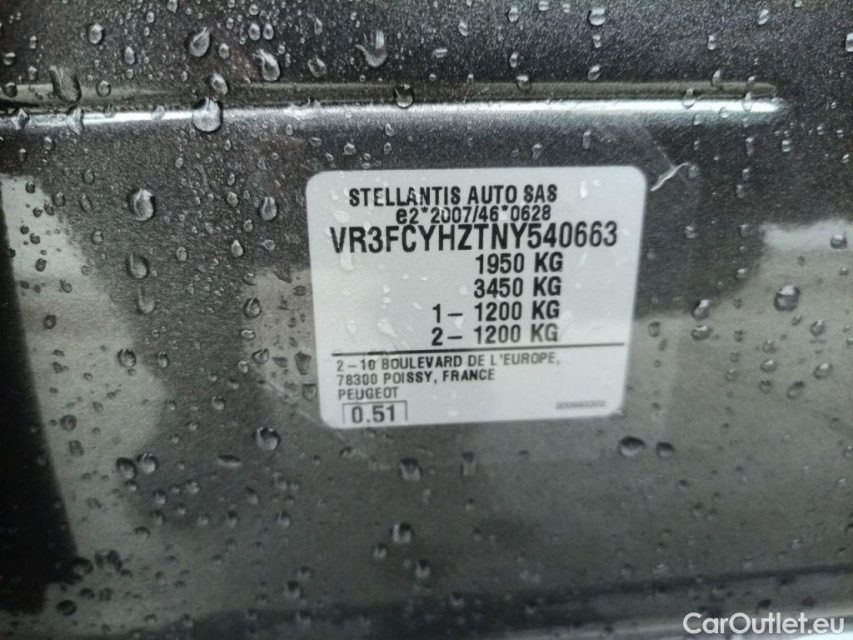 STELLANTIS AUTO SAS
e2*2007/46*0628
VR3FCYHZTNY540663
1950 KG
3450 KG
1– 1200 KG
2– 1200 KG
2–10 BOULEVARD DE L'EUROPE,
78300 POISSY, FRANCE
PEUGEOT
0.51
CarOutlet.eu